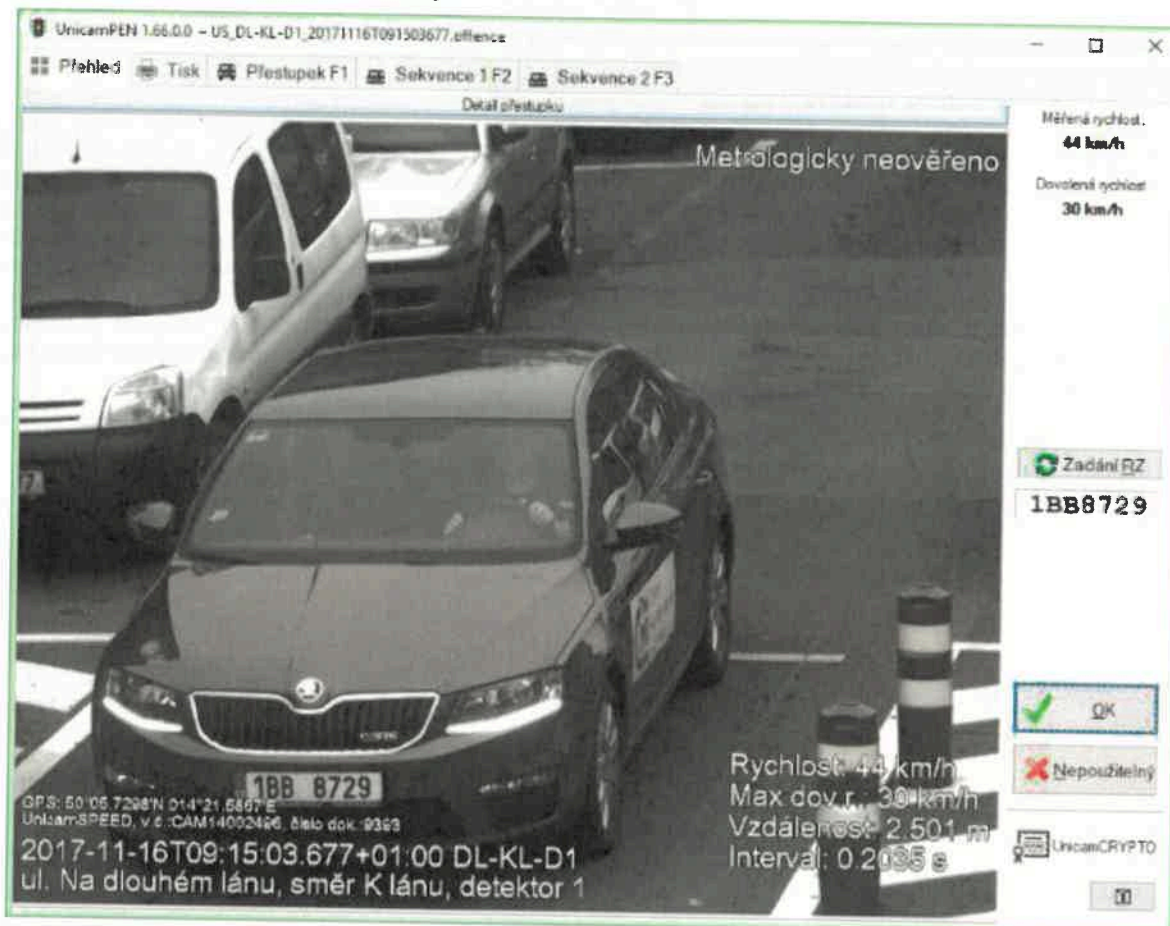 UnicamPEN 1.66.0.0 – US_DL-KL-D1_20171116T091503677.offence
Přehled Tisk Přestupek F1 Sekvence 1 F2 Sekvence 2 F3
Detail přestupku
Metrologicky neověřeno
Měřená rychlost:
44 km/h
Dovolená rychlost
30 km/h
Zadání RZ
1BB8729
OK
Nepoužitelný
UnicamCRYPTO
1BB 8729
Rychlost: 44 km/h
Max dov.r.: 30 km/h
Vzdálenost: 2.501 m
Interval: 0.2035 s
GPS: 50°05.7298'N 014°21.5867'E
UnicamSPEED, v.č.:CAM14002496, číslo dok.:9393
2017-11-16T09:15:03.677+01:00 DL-KL-D1
ul. Na dlouhém lánu, směr K lánu, detektor 1